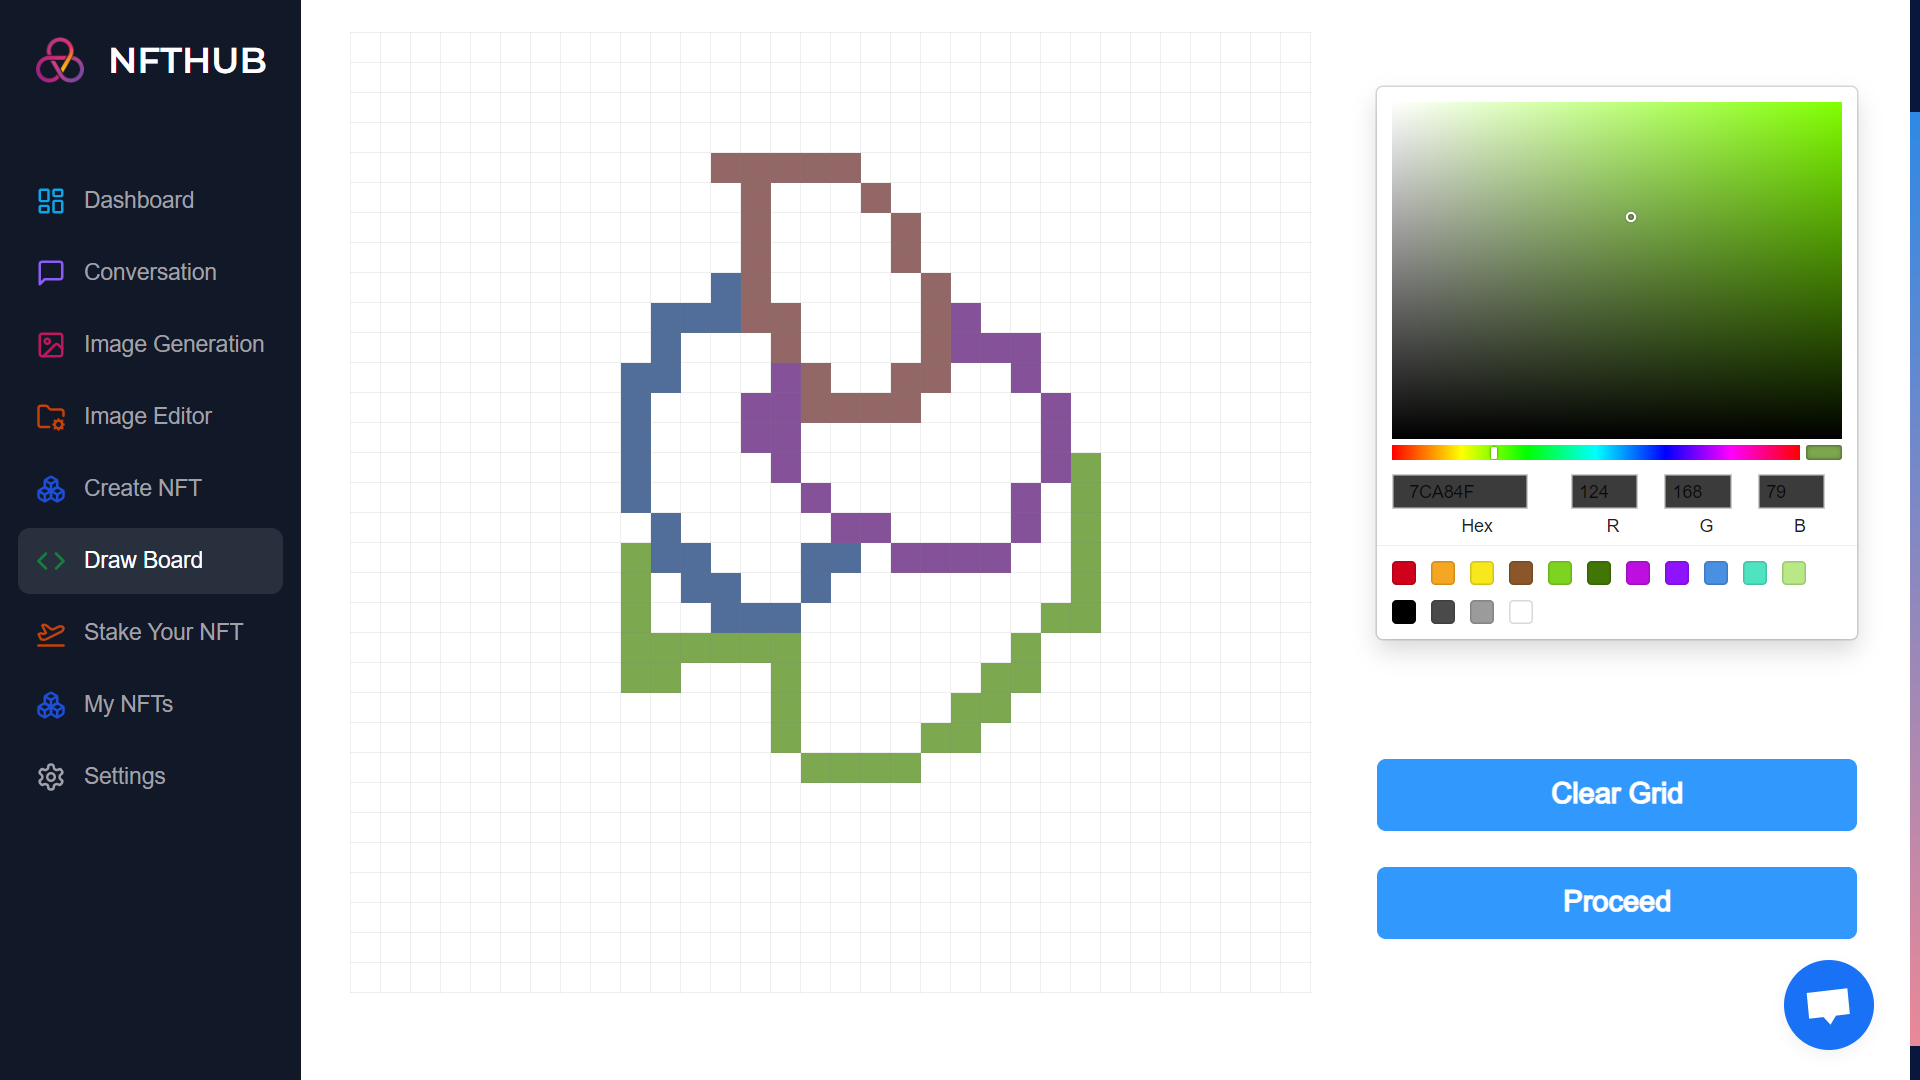 NFTHUB
Dashboard
Conversation
Image Generation
Image Editor
Create NFT
Draw Board
Stake Your NFT
My NFTs
Settings
7CA84F 124 168 79
Hex R G B
Clear Grid
Proceed